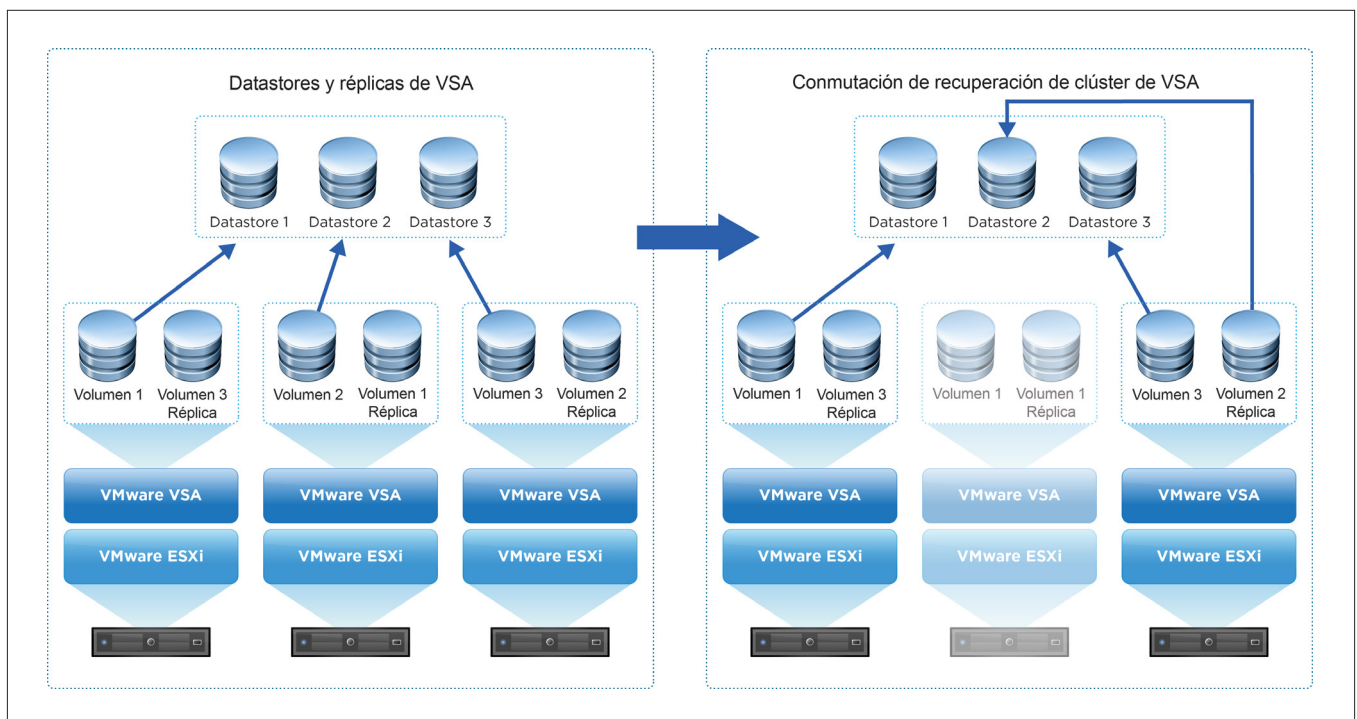 Datastores y réplicas de VSA
Datastore 1
Datastore 2
Datastore 3
Volumen 1
Volumen 3
Réplica
Volumen 2
Volumen 1
Réplica
Volumen 3
Volumen 2
Réplica
VMware VSA
VMware VSA
VMware VSA
VMware ESXi
VMware ESXi
VMware ESXi
Conmutación de recuperación de clúster de VSA
Datastore 1
Datastore 2
Datastore 3
Volumen 1
Volumen 3
Réplica
Volumen 1
Volumen 1
Réplica
Volumen 3
Volumen 2
Réplica
VMware VSA
VMware VSA
VMware VSA
VMware ESXi
VMware ESXi
VMware ESXi